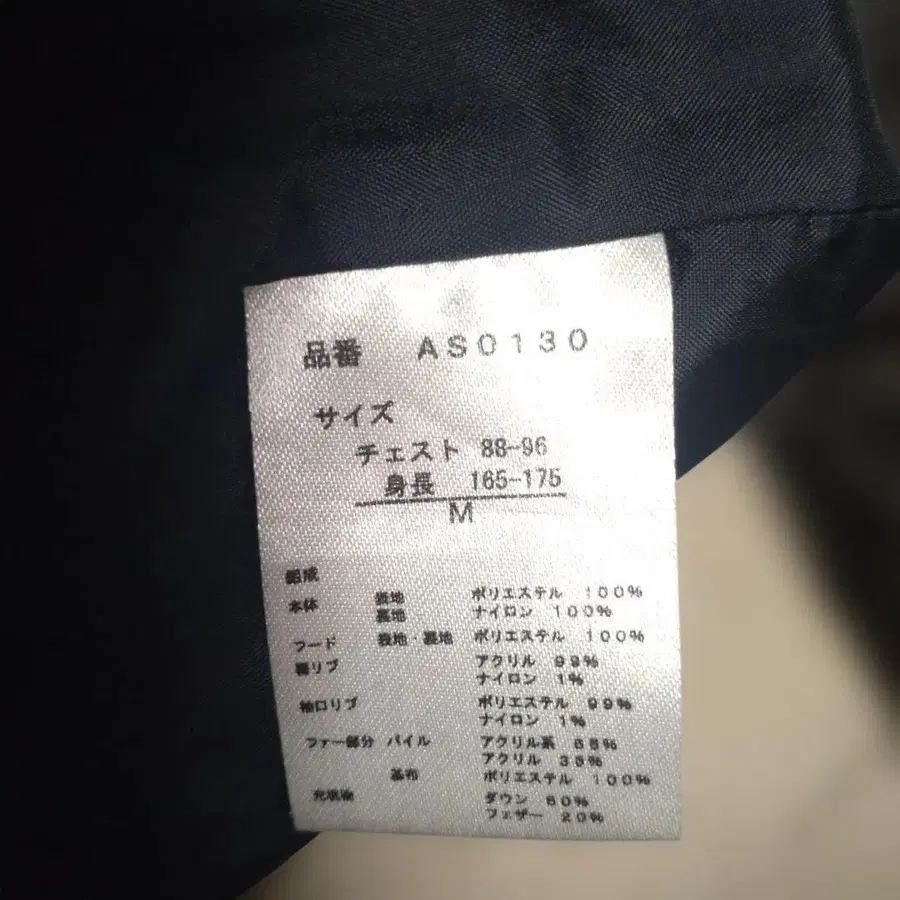 品番 AS0130
サイズ
チェスト 88-96
身長 165-175
M
組成
本体 表地 ポリエステル 100%
裏地 ナイロン 100%
フード 表地・裏地 ポリエステル 100%
裾リブ アクリル 99%
ナイロン 1%
袖口リブ ポリエステル 99%
ナイロン 1%
ファー部分 パイル アクリル系
アクリル
基布 ポリエステル 100%
充填物 ダウン 80%
フェザー 20%